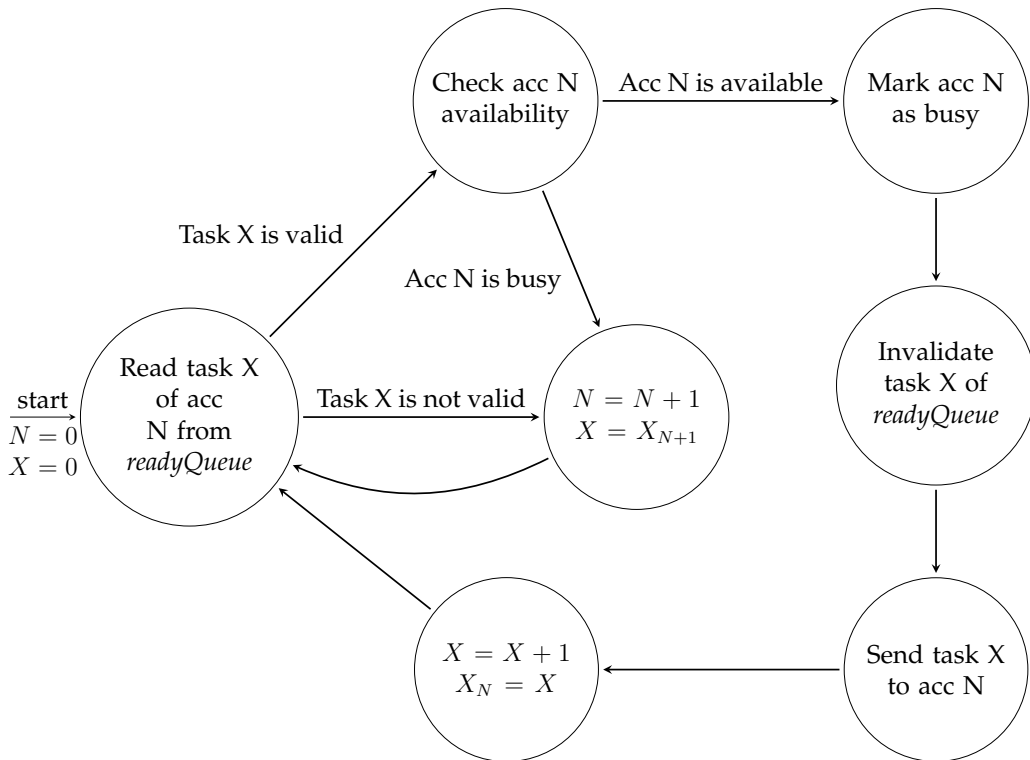 Check acc N
availability
Acc N is available
Mark acc N
as busy
Task X is valid
Acc N is busy
start
N = 0
X = 0
Read task X
of acc
N from
readyQueue
Task X is not valid
N = N + 1
X = X_{N+1}
Invalidate
task X of
readyQueue
X = X + 1
X_N = X
Send task X
to acc N